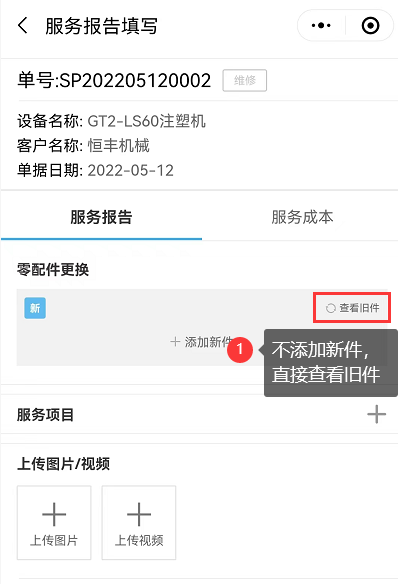 服务报告填写
单号:SP202205120002 维修
设备名称: GT2-LS60注塑机
客户名称: 恒丰机械
单据日期: 2022-05-12
服务报告 服务成本
零配件更换
新 查看旧件
添加新件
1 不添加新件，
直接查看旧件
服务项目
上传图片/视频
上传图片 上传视频